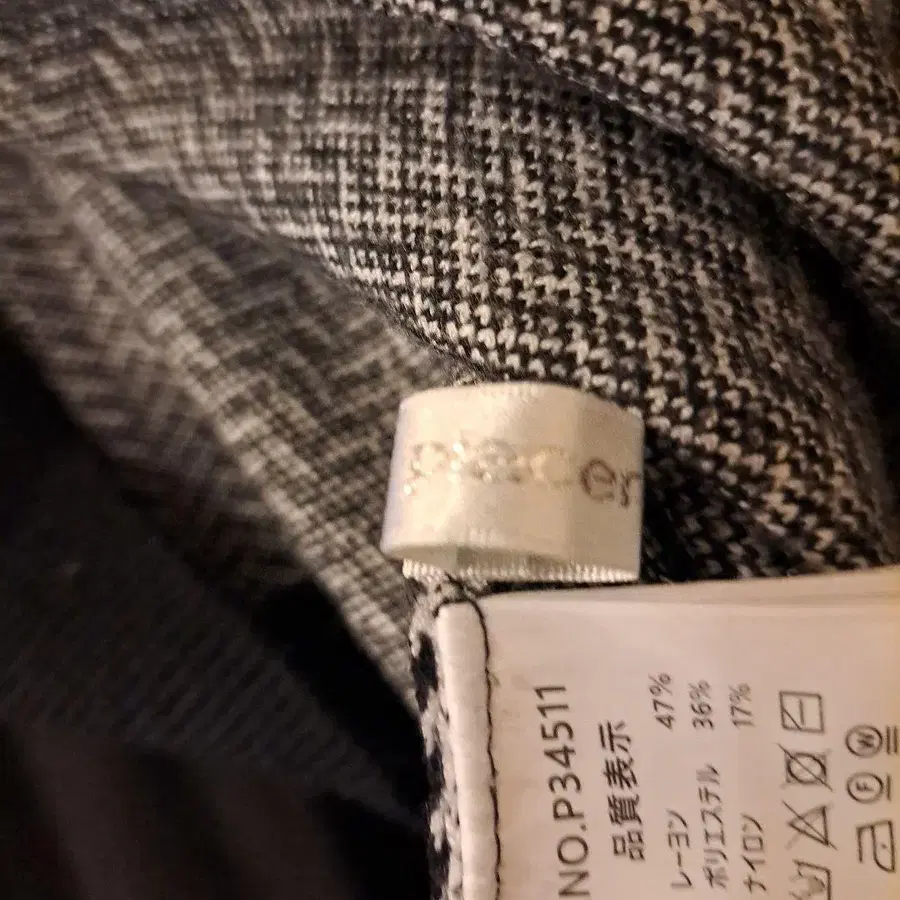 NO.P34511
品質表示
レーヨン 47%
ポリエステル 36%
ナイロン 17%